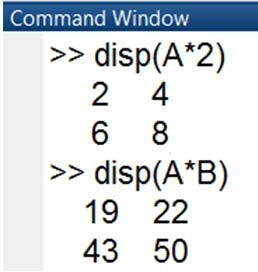 Command Window
>> disp(A*2)
2 4
6 8
>> disp(A*B)
19 22
43 50